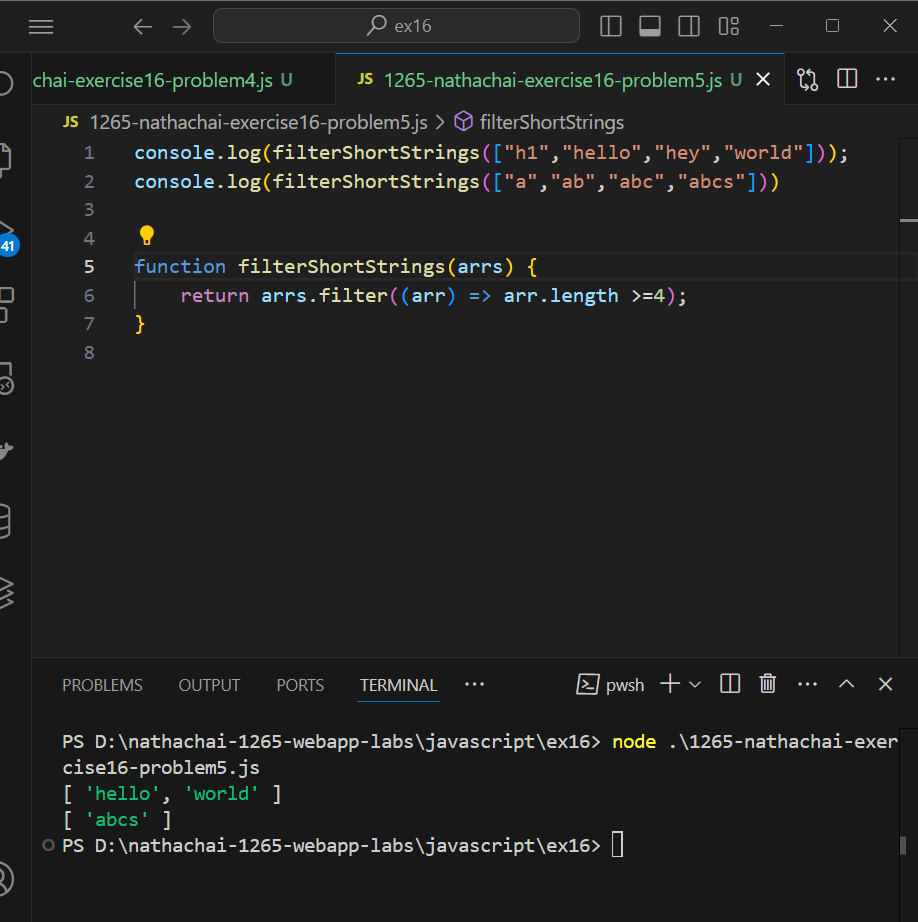 ex16
chai-exercise16-problem4.js U
JS 1265-nathachai-exercise16-problem5.js U
JS 1265-nathachai-exercise16-problem5.js > filterShortStrings
1 console.log(filterShortStrings(["h1","hello","hey","world"]));
2 console.log(filterShortStrings(["a","ab","abc","abcs"]))
3
4
5 function filterShortStrings(arrs) {
6 return arrs.filter((arr) => arr.length >=4);
7 }
8
41
PROBLEMS OUTPUT PORTS TERMINAL ... pwsh
PS D:\nathachai-1265-webapp-labs\javascript\ex16> node .\1265-nathachai-exer
cise16-problem5.js
[ 'hello', 'world' ]
[ 'abcs' ]
PS D:\nathachai-1265-webapp-labs\javascript\ex16>